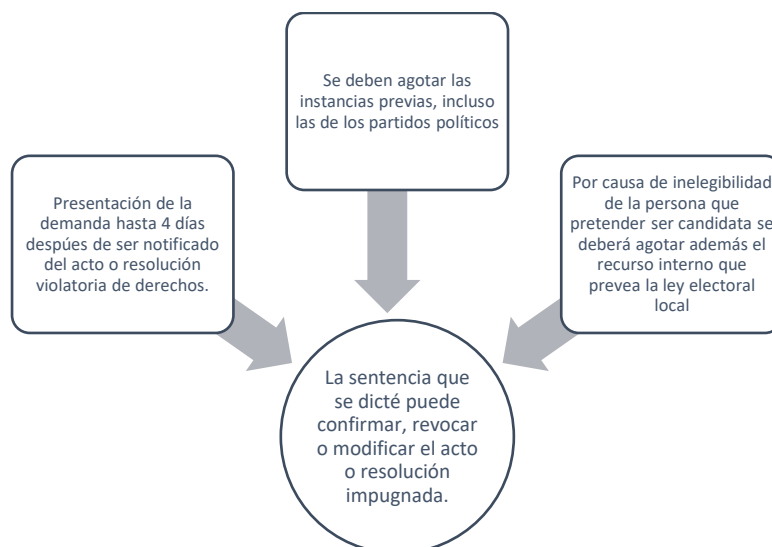 Se deben agotar las
instancias previas, incluso
las de los partidos políticos
Presentación de la
demanda hasta 4 días
despúes de ser notificado
del acto o resolución
violatoria de derechos.
Por causa de inelegibilidad
de la persona que
pretender ser candidata se
deberá agotar además el
recurso interno que
prevea la ley electoral
local
La sentencia que
se dicté puede
confirmar, revocar
o modificar el acto
o resolución
impugnada.